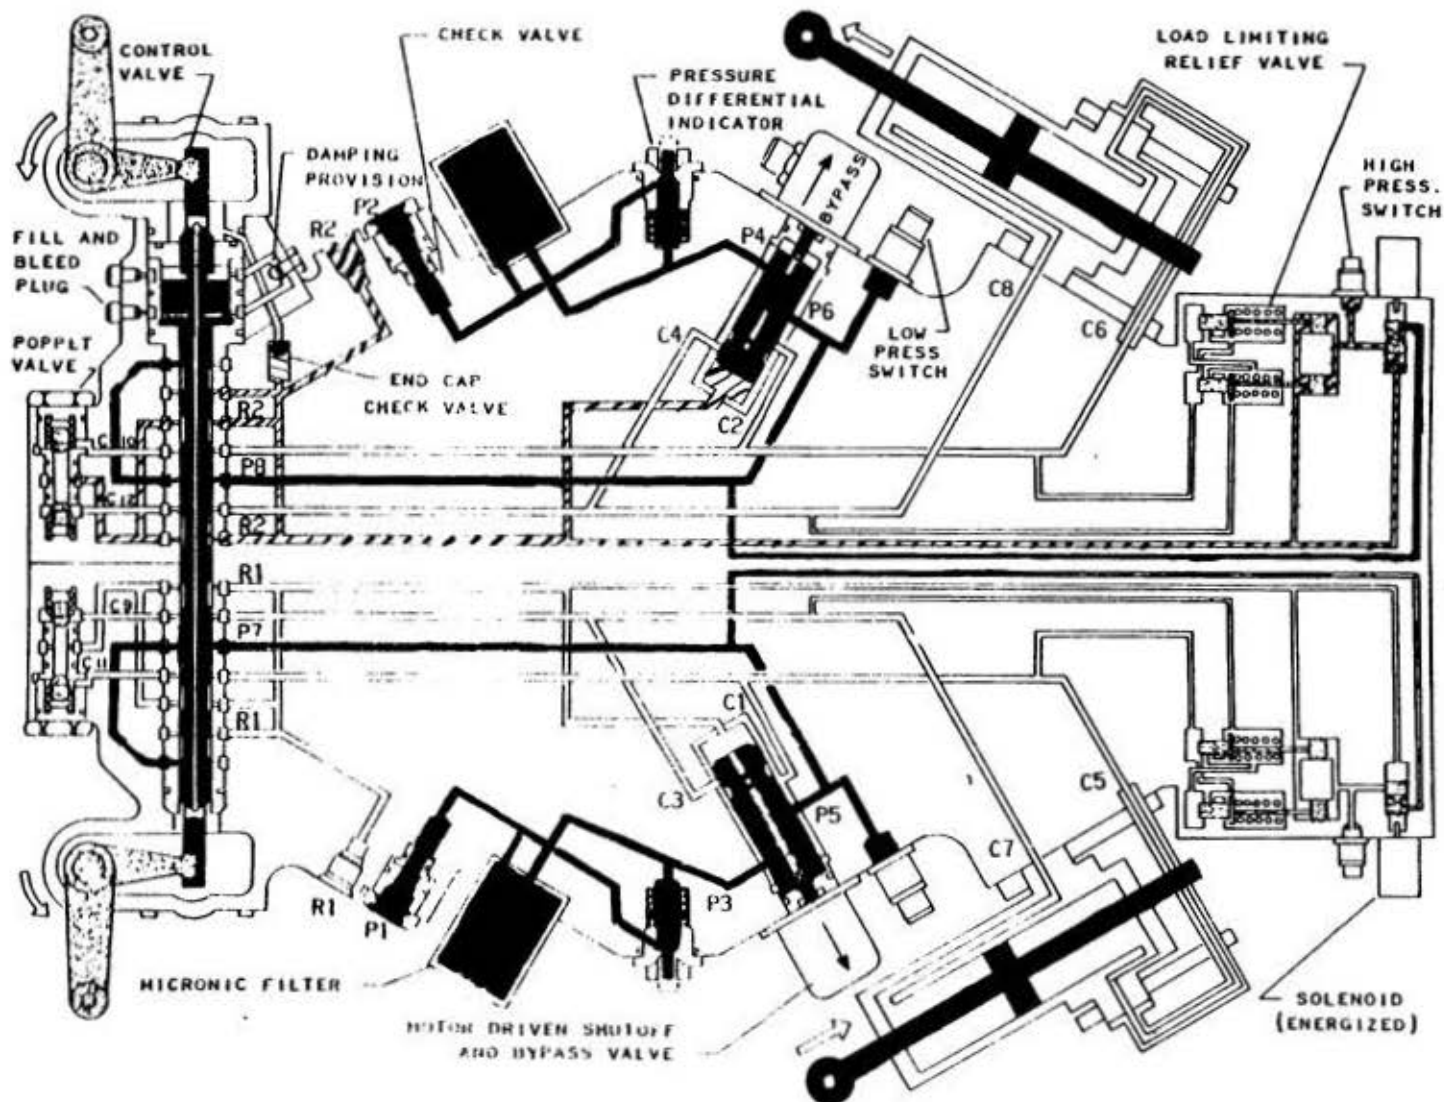 CONTROL
VALVE
CHECK VALVE
PRESSURE
DIFFERENTIAL
INDICATOR
LOAD LIMITING
RELIEF VALVE
DAMPING
PROVISION
BYPASS
HIGH
PRESS.
SWITCH
P2
R2
FILL AND
BLEED
PLUG
P4
P6
C8
C6
C4
LOW
PRESS
SWITCH
POPPET
VALVE
END CAP
CHECK VALVE
R2
C2
C10
P8
C12
R2
R1
C9
P7
C11
R1
C1
C3
P5
C5
C7
R1
P1
P3
MICRONIC FILTER
MOTOR DRIVEN SHUTOFF
AND BYPASS VALVE
SOLENOID
(ENERGIZED)